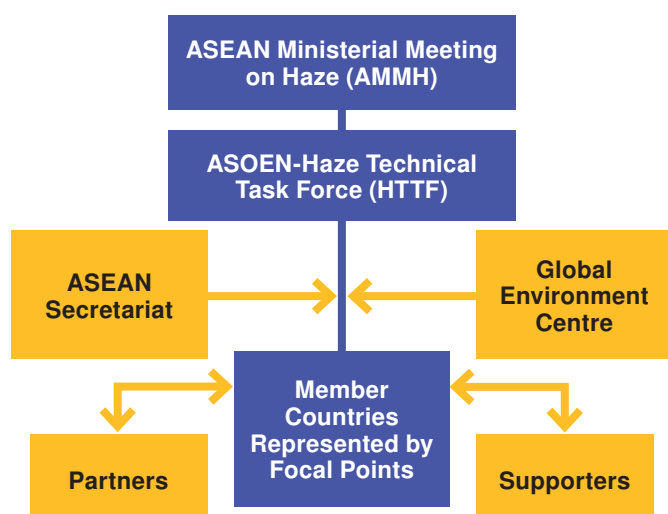 ASEAN Ministerial Meeting
on Haze (AMMH)
ASOEN-Haze Technical
Task Force (HTTF)
ASEAN
Secretariat
Global
Environment
Centre
Member
Countries
Represented by
Focal Points
Partners
Supporters